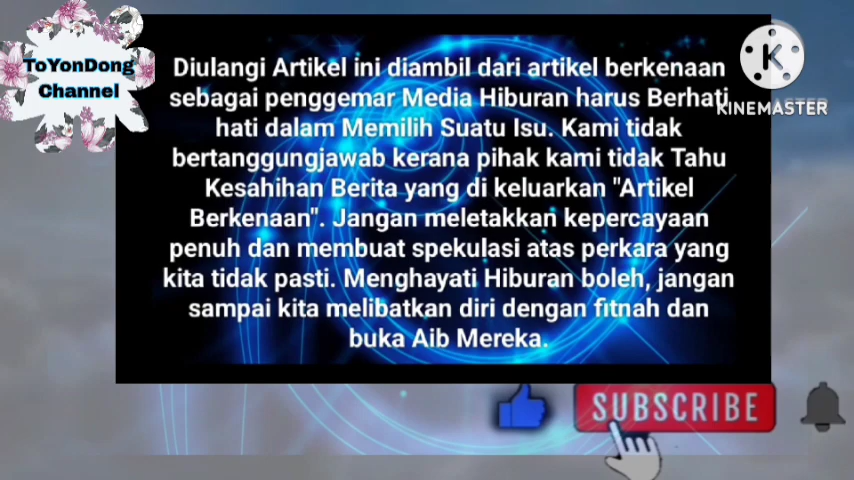 ToYonDong
Channel
KINEMASTER
Diulangi Artikel ini diambil dari artikel berkenaan
sebagai penggemar Media Hiburan harus Berhati
hati dalam Memilih Suatu Isu. Kami tidak
bertanggungjawab kerana pihak kami tidak Tahu
Kesahihan Berita yang di keluarkan "Artikel
Berkenaan". Jangan meletakkan kepercayaan
penuh dan membuat spekulasi atas perkara yang
kita tidak pasti. Menghayati Hiburan boleh, jangan
sampai kita melibatkan diri dengan fitnah dan
buka Aib Mereka.
SUBSCRIBE